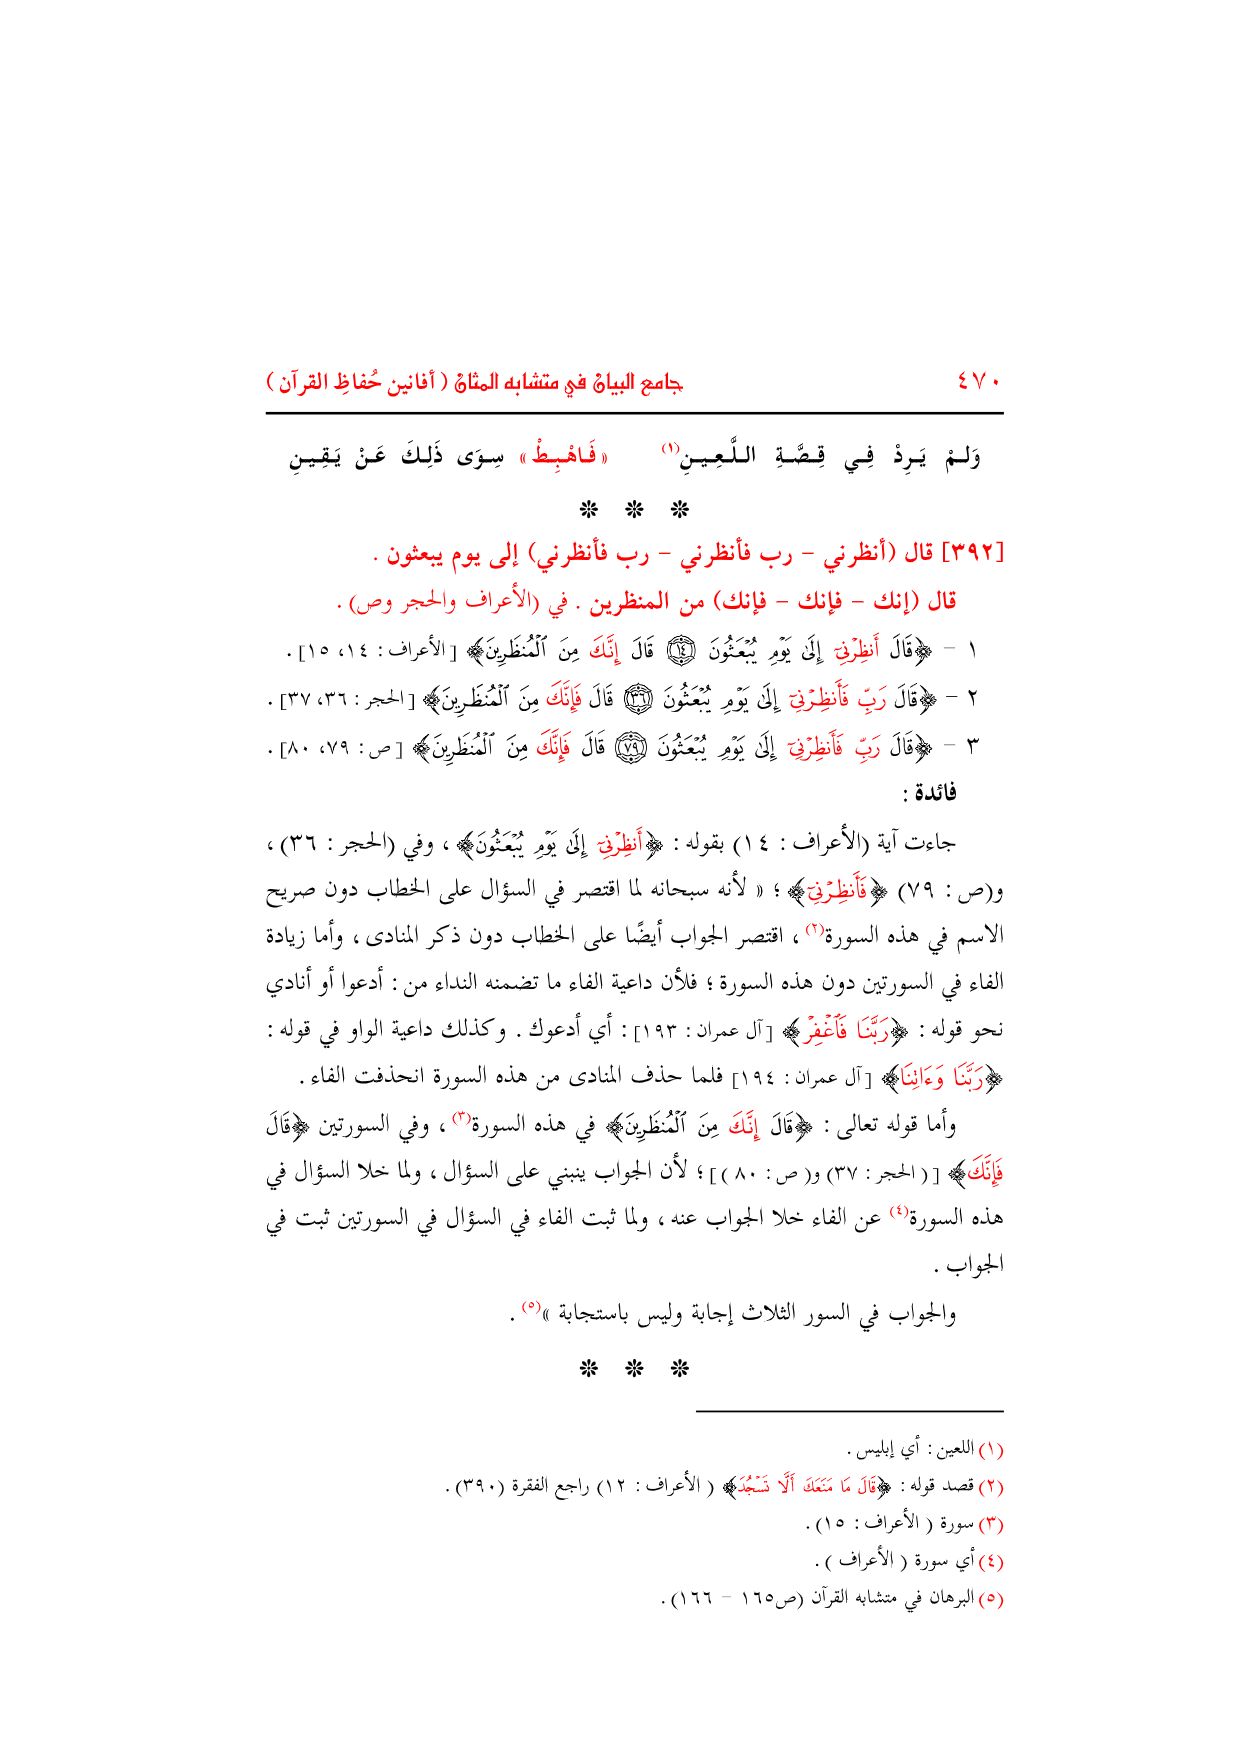 ٤٧٠ جامع البيان في متشابه المثان ( أفانين حُفاظِ القرآن )
وَلَمْ يَرِدْ فِي قِصَّةِ اللَّعِينِ(١) « فَاهْبِطْ » سِوَى ذَلِكَ عَنْ يَقِينِ
❊ ❊ ❊
[٣٩٢] قال (أنظرني – رب فأنظرني – رب فأنظرني) إلى يوم يبعثون .
قال (إنك – فإنك – فإنك) من المنظرين . في (الأعراف والحجر وص) .
١ – ﴿قَالَ أَنظِرۡنِيٓ إِلَىٰ يَوۡمِ يُبۡعَثُونَ ١٤ قَالَ إِنَّكَ مِنَ ٱلۡمُنظَرِينَ﴾ [الأعراف : ١٤، ١٥] .
٢ – ﴿قَالَ رَبِّ فَأَنظِرۡنِيٓ إِلَىٰ يَوۡمِ يُبۡعَثُونَ ٣٦ قَالَ فَإِنَّكَ مِنَ ٱلۡمُنظَرِينَ﴾ [الحجر : ٣٦، ٣٧] .
٣ – ﴿قَالَ رَبِّ فَأَنظِرۡنِيٓ إِلَىٰ يَوۡمِ يُبۡعَثُونَ ٧٩ قَالَ فَإِنَّكَ مِنَ ٱلۡمُنظَرِينَ﴾ [ص : ٧٩، ٨٠] .
فائدة :
جاءت آية (الأعراف : ١٤) بقوله : ﴿أَنظِرۡنِيٓ إِلَىٰ يَوۡمِ يُبۡعَثُونَ﴾ ، وفي (الحجر : ٣٦) ،
و(ص : ٧٩) ﴿فَأَنظِرۡنِيٓ﴾ ؛ « لأنه سبحانه لما اقتصر في السؤال على الخطاب دون صريح
الاسم في هذه السورة(٢) ، اقتصر الجواب أيضًا على الخطاب دون ذكر المنادى ، وأما زيادة
الفاء في السورتين دون هذه السورة ؛ فلأن داعية الفاء ما تضمنه النداء من : أدعوا أو أنادي
نحو قوله : ﴿رَبَّنَا فَٱغۡفِرۡ﴾ [آل عمران : ١٩٣] : أي أدعوك . وكذلك داعية الواو في قوله :
﴿رَبَّنَا وَءَاتِنَا﴾ [آل عمران : ١٩٤] فلما حذف المنادى من هذه السورة انحذفت الفاء .
وأما قوله تعالى : ﴿قَالَ إِنَّكَ مِنَ ٱلۡمُنظَرِينَ﴾ في هذه السورة(٣) ، وفي السورتين ﴿قَالَ
فَإِنَّكَ﴾ [ ( الحجر : ٣٧) و( ص : ٨٠ ) ] ؛ لأن الجواب ينبني على السؤال ، ولما خلا السؤال في
هذه السورة(٤) عن الفاء خلا الجواب عنه ، ولما ثبت الفاء في السؤال في السورتين ثبت في
الجواب .
والجواب في السور الثلاث إجابة وليس باستجابة »(٥) .
❊ ❊ ❊
(١) اللعين : أي إبليس .
(٢) قصد قوله : ﴿قَالَ مَا مَنَعَكَ أَلَّا تَسۡجُدَ﴾ ( الأعراف : ١٢) راجع الفقرة (٣٩٠) .
(٣) سورة ( الأعراف : ١٥) .
(٤) أي سورة ( الأعراف ) .
(٥) البرهان في متشابه القرآن (ص١٦٥ – ١٦٦) .